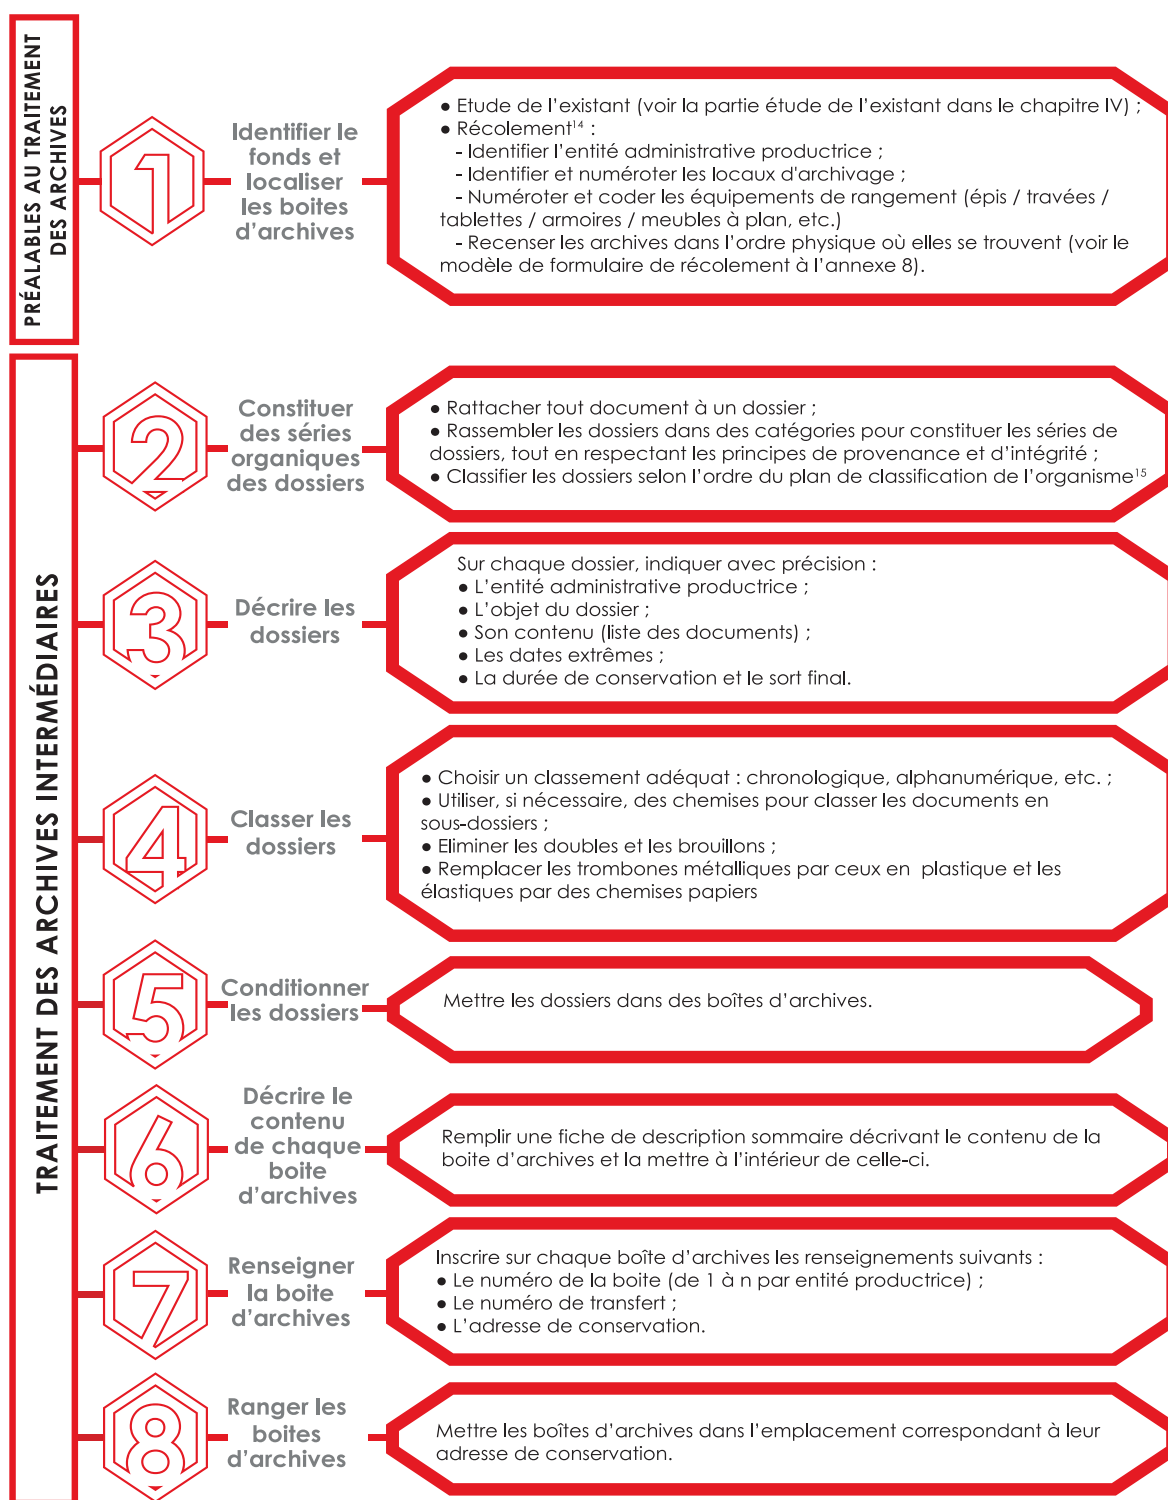 PRÉALABLES AU TRAITEMENT
DES ARCHIVES
1
Identifier le
fonds et
localiser
les boites
d'archives
● Etude de l'existant (voir la partie étude de l'existant dans le chapitre IV) ;
● Récolement¹⁴ :
- Identifier l'entité administrative productrice ;
- Identifier et numéroter les locaux d'archivage ;
- Numéroter et coder les équipements de rangement (épis / travées /
tablettes / armoires / meubles à plan, etc.)
- Recenser les archives dans l'ordre physique où elles se trouvent (voir le
modèle de formulaire de récolement à l'annexe 8).
TRAITEMENT DES ARCHIVES INTERMÉDIAIRES
2
Constituer
des séries
organiques
des dossiers
● Rattacher tout document à un dossier ;
● Rassembler les dossiers dans des catégories pour constituer les séries de
dossiers, tout en respectant les principes de provenance et d'intégrité ;
● Classifier les dossiers selon l'ordre du plan de classification de l'organisme¹⁵
3
Décrire les
dossiers
Sur chaque dossier, indiquer avec précision :
● L'entité administrative productrice ;
● L'objet du dossier ;
● Son contenu (liste des documents) ;
● Les dates extrêmes ;
● La durée de conservation et le sort final.
4
Classer les
dossiers
● Choisir un classement adéquat : chronologique, alphanumérique, etc. ;
● Utiliser, si nécessaire, des chemises pour classer les documents en
sous-dossiers ;
● Eliminer les doubles et les brouillons ;
● Remplacer les trombones métalliques par ceux en plastique et les
élastiques par des chemises papiers
5
Conditionner
les dossiers
Mettre les dossiers dans des boîtes d'archives.
6
Décrire le
contenu
de chaque
boite
d'archives
Remplir une fiche de description sommaire décrivant le contenu de la
boite d'archives et la mettre à l'intérieur de celle-ci.
7
Renseigner
la boite
d'archives
Inscrire sur chaque boîte d'archives les renseignements suivants :
● Le numéro de la boite (de 1 à n par entité productrice) ;
● Le numéro de transfert ;
● L'adresse de conservation.
8
Ranger les
boites
d'archives
Mettre les boîtes d'archives dans l'emplacement correspondant à leur
adresse de conservation.